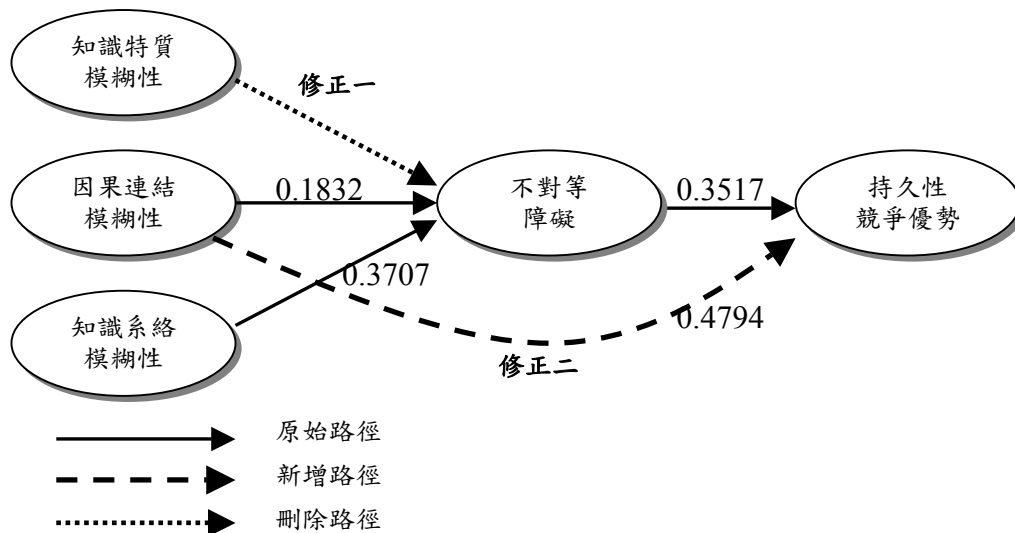 知識特質
模糊性
修正一
因果連結
模糊性
0.1832
不對等
障礙
0.3517
持久性
競爭優勢
0.3707
知識系絡
模糊性
0.4794
修正二
原始路徑
新增路徑
刪除路徑